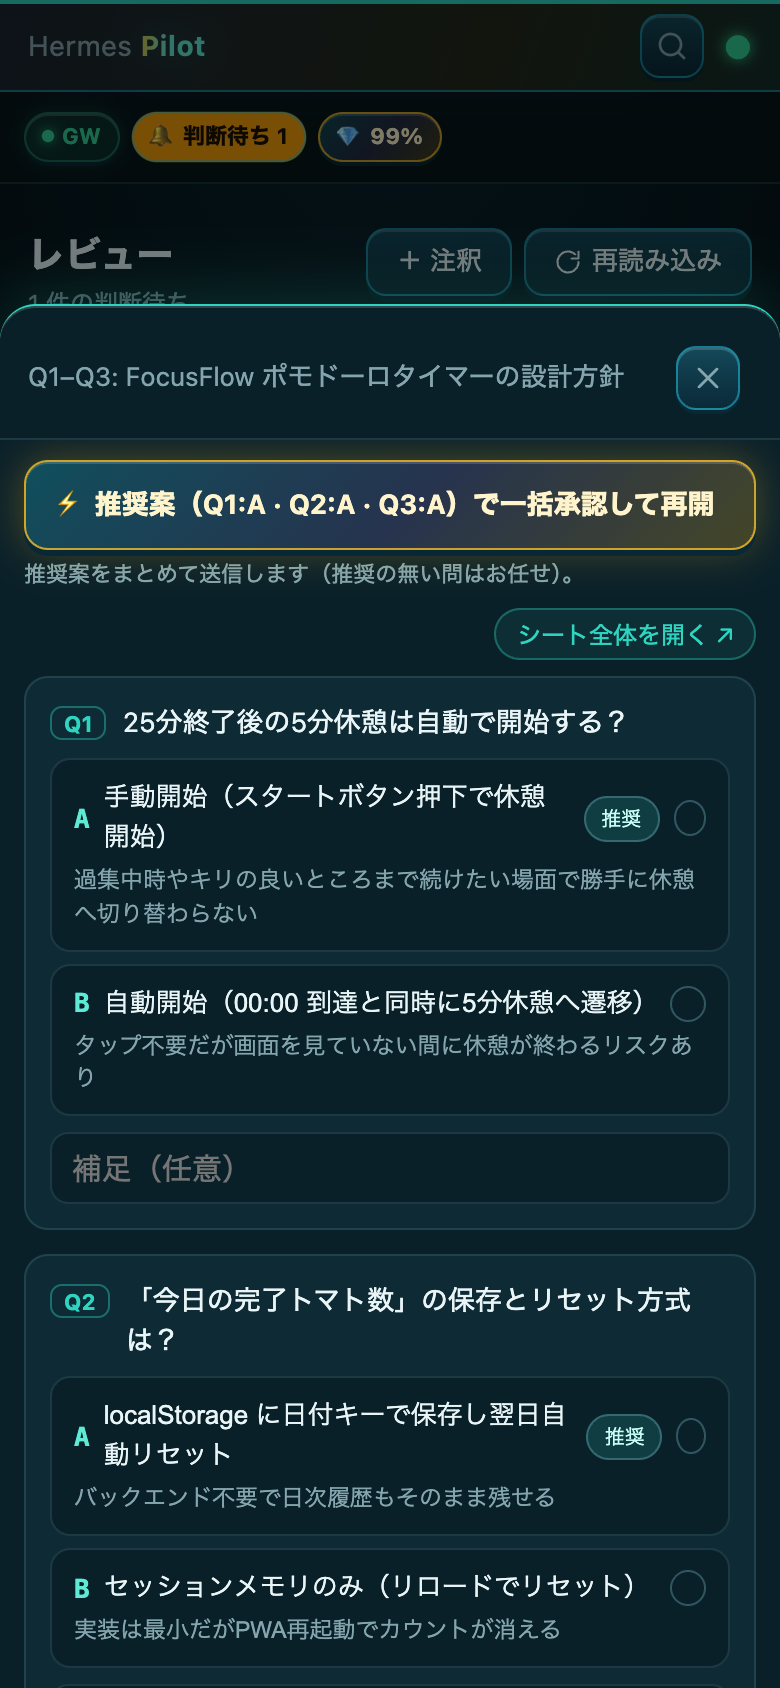 Hermes Pilot
GW
判断待ち 1
99%
レビュー
+ 注釈
再読み込み
1 件の判断待ち
Q1–Q3: FocusFlow ポモドーロタイマーの設計方針
推奨案（Q1:A · Q2:A · Q3:A）で一括承認して再開
推奨案をまとめて送信します（推奨の無い問はお任せ）。
シート全体を開く ↗
Q1 25分終了後の5分休憩は自動で開始する？
A 手動開始（スタートボタン押下で休憩
開始） 推奨
過集中時やキリの良いところまで続けたい場面で勝手に休憩
へ切り替わらない
B 自動開始（00:00 到達と同時に5分休憩へ遷移）
タップ不要だが画面を見ていない間に休憩が終わるリスクあ
り
補足（任意）
Q2 「今日の完了トマト数」の保存とリセット方式
は？
A localStorage に日付キーで保存し翌日自
動リセット 推奨
バックエンド不要で日次履歴もそのまま残せる
B セッションメモリのみ（リロードでリセット）
実装は最小だがPWA再起動でカウントが消える